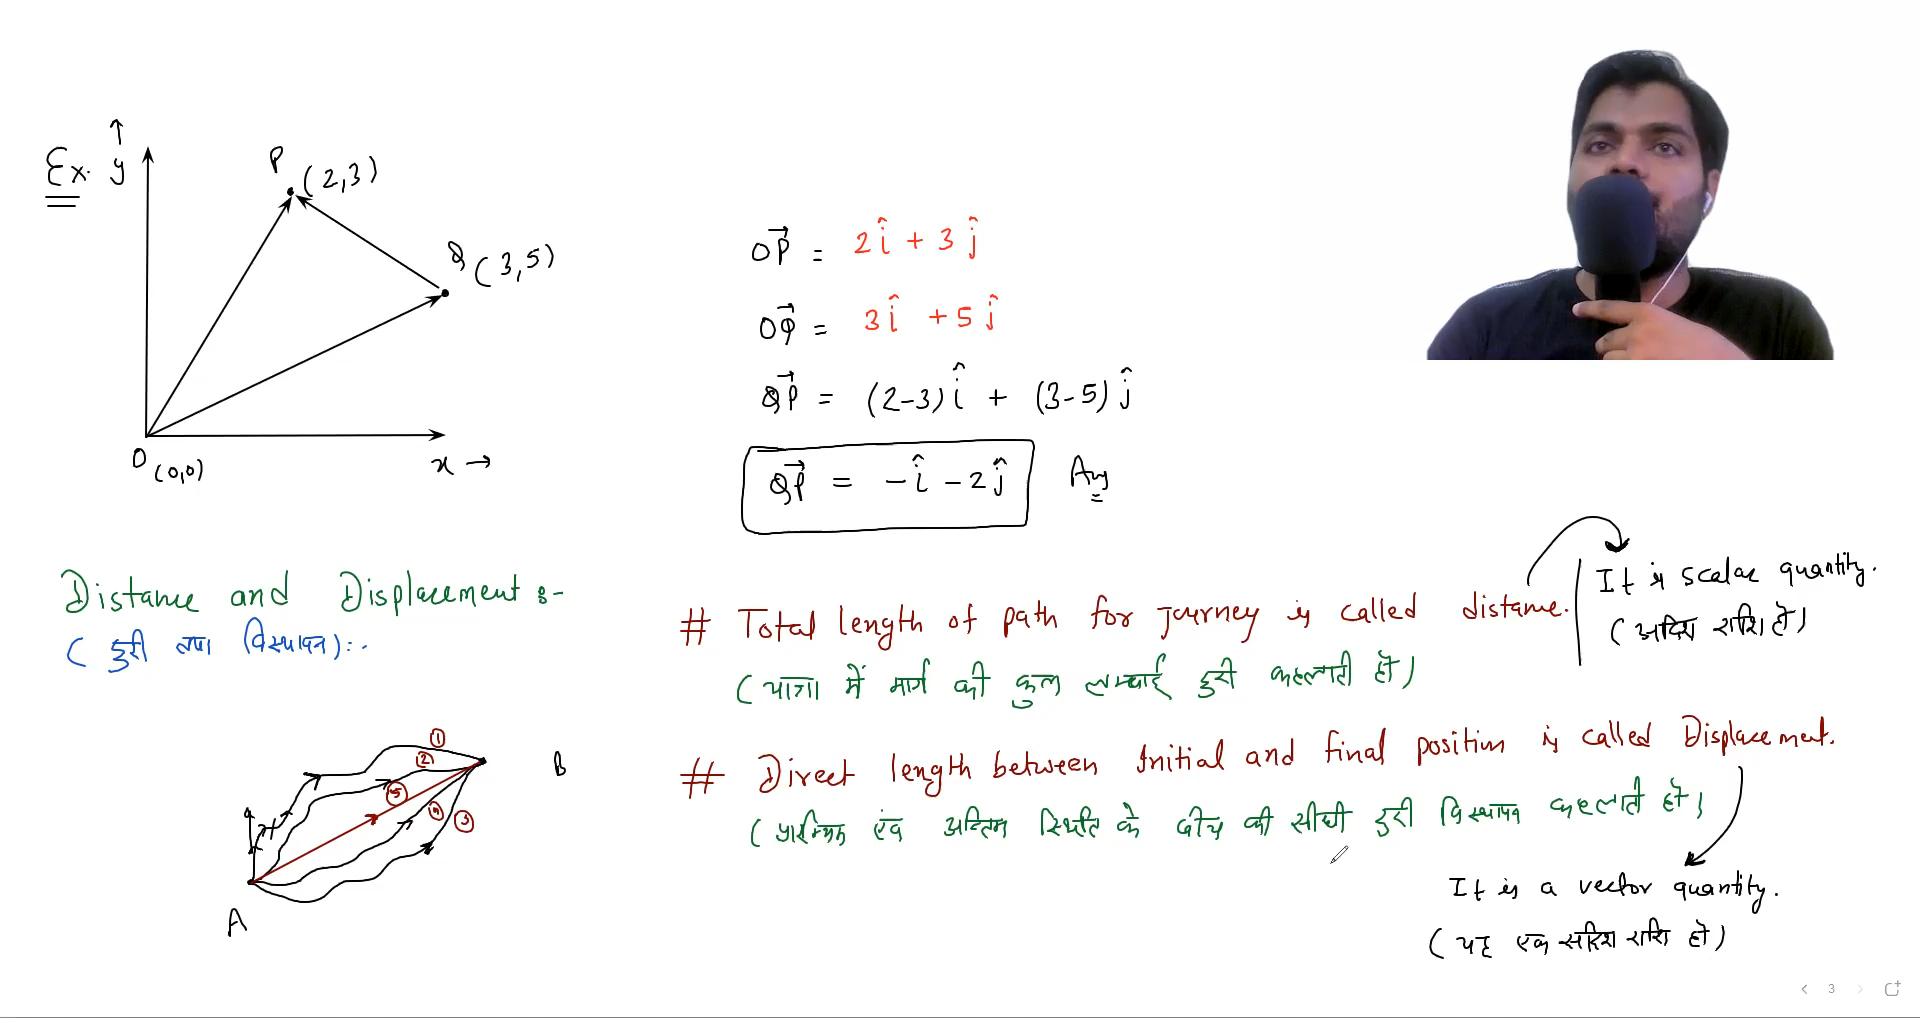 Ex.
y
P (2,3)
Q (3,5)
O (0,0)
x →
OP = 2î + 3ĵ
OQ = 3î + 5ĵ
QP = (2-3)î + (3-5)ĵ
QP = -î - 2ĵ Ans
Distance and Displacement :-
(दुरी तथा विस्थापन) :-
# Total length of path for journey is called distance.
(यात्रा में मार्ग की कुल लम्बाई दुरी कहलाती है)
It is scalar quantity.
(अदिश राशि है)
# Direct length between Initial and final position is called Displacement.
(प्रारम्भिक एंव अन्तिम स्थिति के बीच की सीधी दुरी विस्थापन कहलाती है)
It is a vector quantity.
(यह एक सदिश राशि है)
① ② ⑤ ④ ③
A
B
3